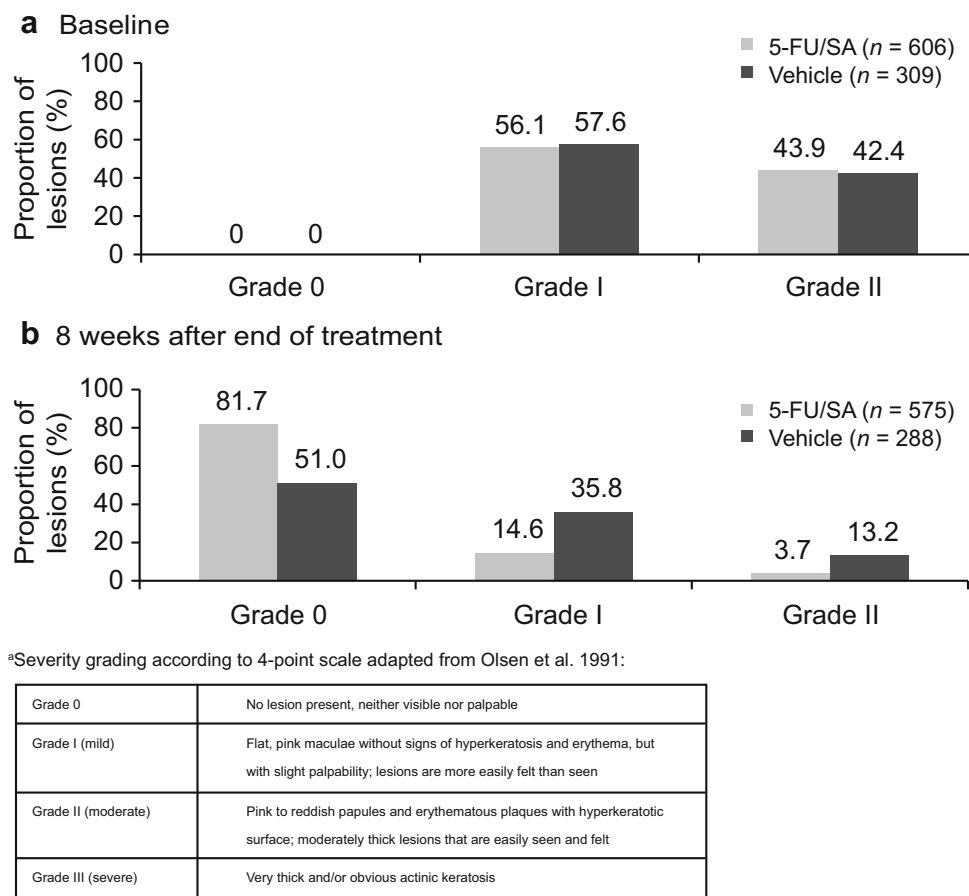 a Baseline
Proportion of
lesions (%)
100
80
60
40
20
0
5-FU/SA (n = 606)
Vehicle (n = 309)
0
0
56.1
57.6
43.9
42.4
Grade 0
Grade I
Grade II
b 8 weeks after end of treatment
Proportion of
lesions (%)
100
80
60
40
20
0
5-FU/SA (n = 575)
Vehicle (n = 288)
81.7
51.0
14.6
35.8
3.7
13.2
Grade 0
Grade I
Grade II
ᵃSeverity grading according to 4-point scale adapted from Olsen et al. 1991:
Grade 0
No lesion present, neither visible nor palpable
Grade I (mild)
Flat, pink maculae without signs of hyperkeratosis and erythema, but
with slight palpability; lesions are more easily felt than seen
Grade II (moderate)
Pink to reddish papules and erythematous plaques with hyperkeratotic
surface; moderately thick lesions that are easily seen and felt
Grade III (severe)
Very thick and/or obvious actinic keratosis